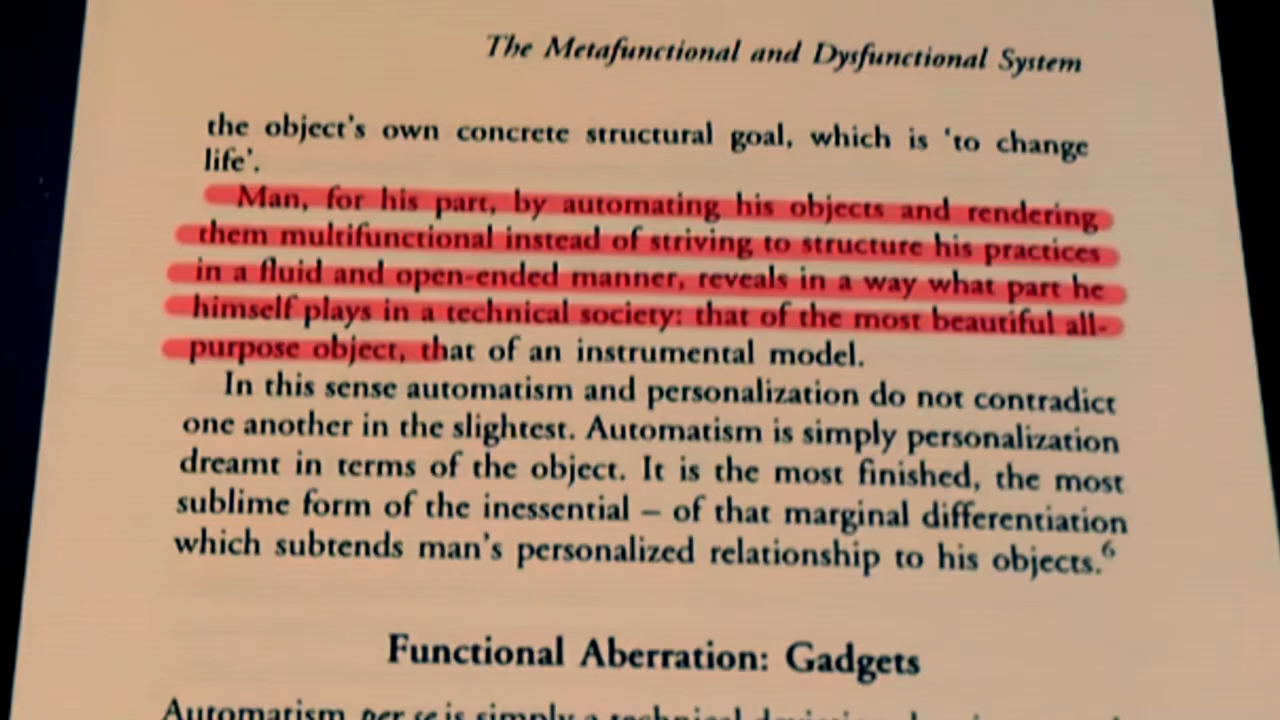 The Metafunctional and Dysfunctional System
the object's own concrete structural goal, which is 'to change
life'.
Man, for his part, by automating his objects and rendering
them multifunctional instead of striving to structure his practices
in a fluid and open-ended manner, reveals in a way what part he
himself plays in a technical society: that of the most beautiful all-
purpose object, that of an instrumental model.
In this sense automatism and personalization do not contradict
one another in the slightest. Automatism is simply personalization
dreamt in terms of the object. It is the most finished, the most
sublime form of the inessential – of that marginal differentiation
which subtends man's personalized relationship to his objects.⁶
Functional Aberration: Gadgets
Automatism per se is simply a technical